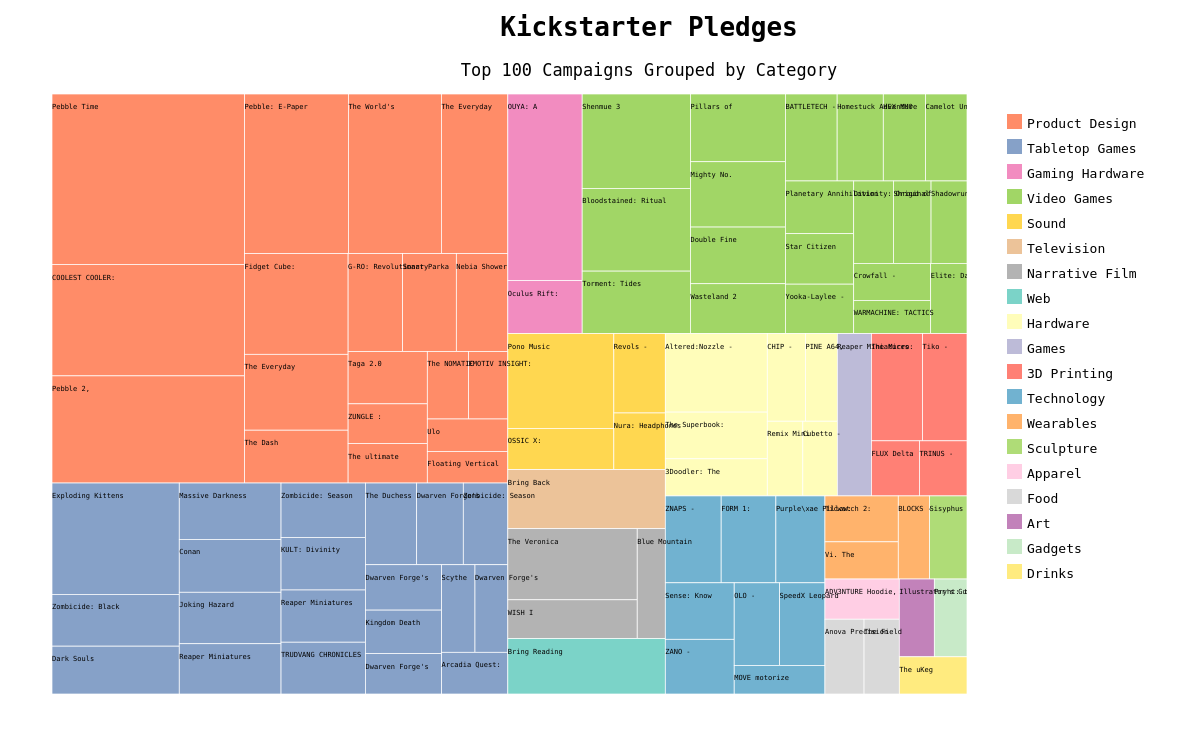 Kickstarter Pledges
Top 100 Campaigns Grouped by Category
Pebble Time
COOLEST COOLER:
Pebble 2,
Pebble: E-Paper
Fidget Cube:
The Everyday
The Dash
The World's
The Everyday
G-RO: Revolutionary
SmartyParka
Nebia Shower
Taga 2.0
ZUNGLE :
The ultimate
The NOMATIC
EMOTIV INSIGHT:
Ulo
Floating Vertical
Exploding Kittens
Zombicide: Black
Dark Souls
Massive Darkness
Conan
Joking Hazard
Reaper Miniatures
Zombicide: Season
KULT: Divinity
Reaper Miniatures
TRUDVANG CHRONICLES
The Duchess
Dwarven Forge's
Zombicide: Season
Dwarven Forge's
Kingdom Death
Dwarven Forge's
Scythe
Dwarven Forge's
Arcadia Quest:
OUYA: A
Oculus Rift:
Shenmue 3
Bloodstained: Ritual
Torment: Tides
Pillars of
Mighty No.
Double Fine
Wasteland 2
BATTLETECH -
Homestuck Adventure
HEX MMO
Camelot Un
Planetary Annihilation
Star Citizen
Yooka-Laylee -
Divinity: Original
Shroud of
Shadowrun
Crowfall -
WARMACHINE: TACTICS
Elite: Da
Pono Music
OSSIC X:
Revols -
Nura: Headphones
Bring Back
The Veronica
WISH I
Blue Mountain
Bring Reading
Altered:Nozzle -
The Superbook:
3Doodler: The
CHIP -
PINE A64,
Remix Mini
Cubetto -
Reaper Miniatures
The Micro:
Tiko -
FLUX Delta
TRINUS -
ZNAPS -
FORM 1:
Purple\xae Pillow:
Sense: Know
ZANO -
OLO -
SpeedX Leopard
MOVE motorize
Ticwatch 2:
Vi. The
BLOCKS -
Sisyphus
ADV3NTURE Hoodie,
Anova Precision
The Field
Illustrator's
The uKeg
Product Design
Tabletop Games
Gaming Hardware
Video Games
Sound
Television
Narrative Film
Web
Hardware
Games
3D Printing
Technology
Wearables
Sculpture
Apparel
Food
Art
Gadgets
Drinks